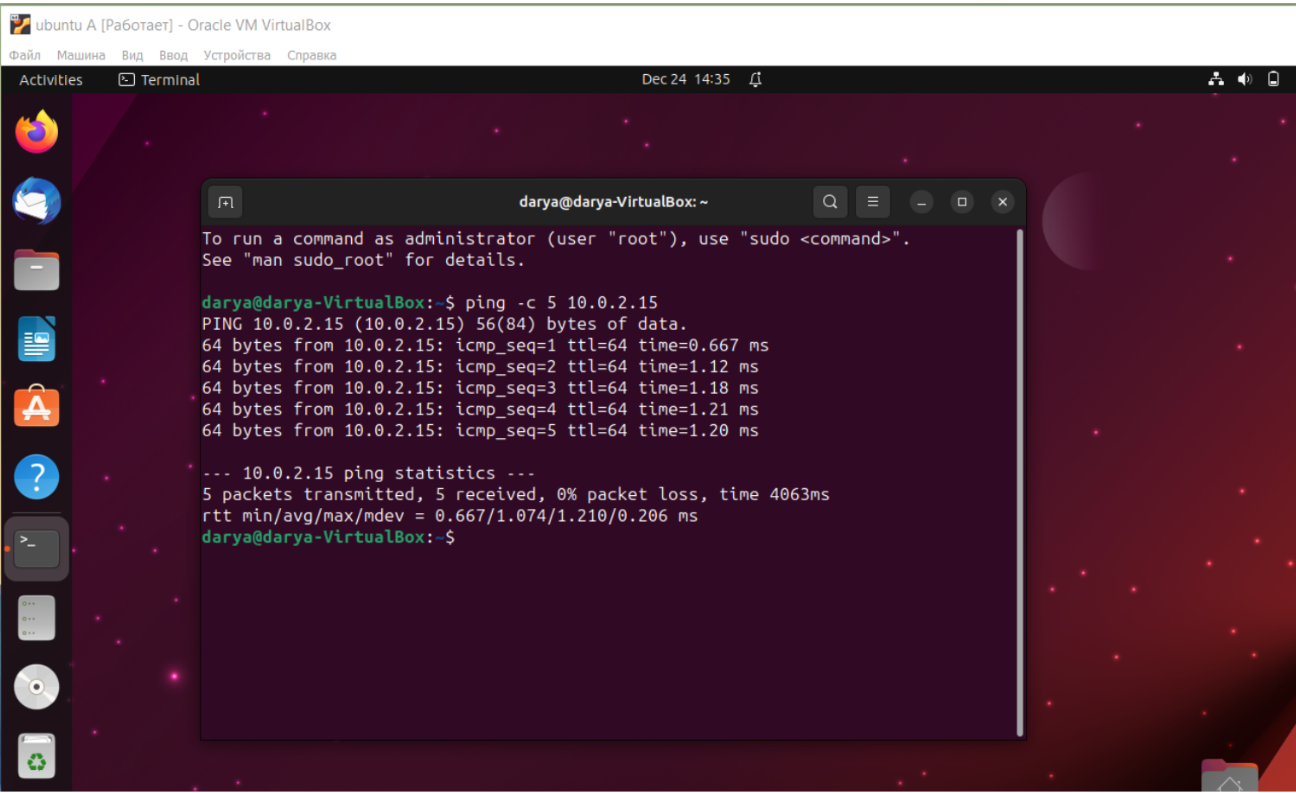 ubuntu A [Работает] - Oracle VM VirtualBox
Файл Машина Вид Ввод Устройства Справка
Activities Terminal Dec 24 14:35
darya@darya-VirtualBox: ~
To run a command as administrator (user "root"), use "sudo <command>".
See "man sudo_root" for details.
darya@darya-VirtualBox:~$ ping -c 5 10.0.2.15
PING 10.0.2.15 (10.0.2.15) 56(84) bytes of data.
64 bytes from 10.0.2.15: icmp_seq=1 ttl=64 time=0.667 ms
64 bytes from 10.0.2.15: icmp_seq=2 ttl=64 time=1.12 ms
64 bytes from 10.0.2.15: icmp_seq=3 ttl=64 time=1.18 ms
64 bytes from 10.0.2.15: icmp_seq=4 ttl=64 time=1.21 ms
64 bytes from 10.0.2.15: icmp_seq=5 ttl=64 time=1.20 ms
--- 10.0.2.15 ping statistics ---
5 packets transmitted, 5 received, 0% packet loss, time 4063ms
rtt min/avg/max/mdev = 0.667/1.074/1.210/0.206 ms
darya@darya-VirtualBox:~$